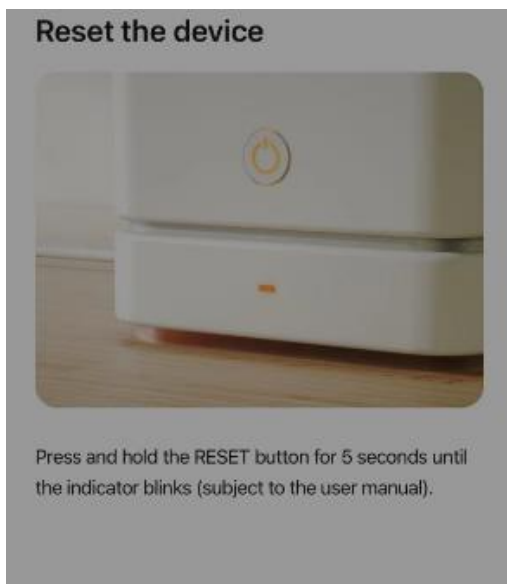 Reset the device
Press and hold the RESET button for 5 seconds until
the indicator blinks (subject to the user manual).